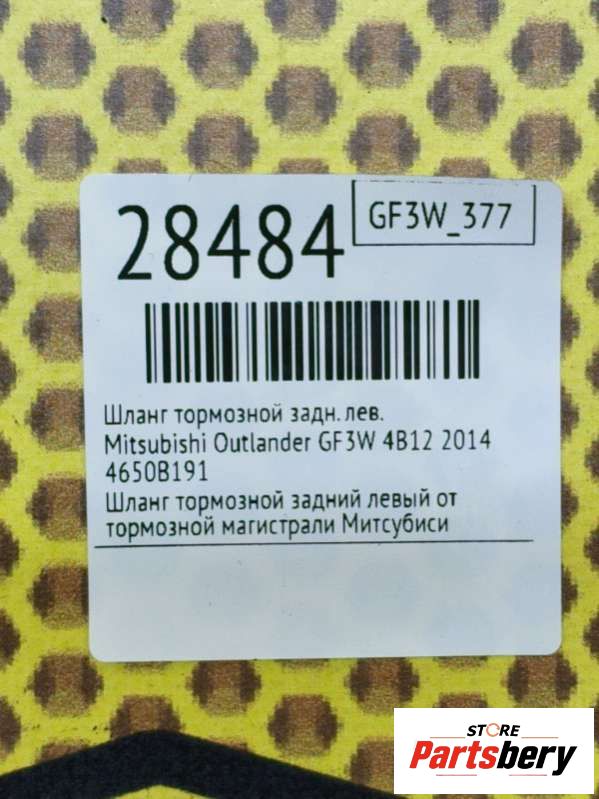 28484
GF3W_377
Шланг тормозной задн. лев.
Mitsubishi Outlander GF3W 4B12 2014
4650B191
Шланг тормозной задний левый от
тормозной магистрали Митсубиси
STORE
Partsbery